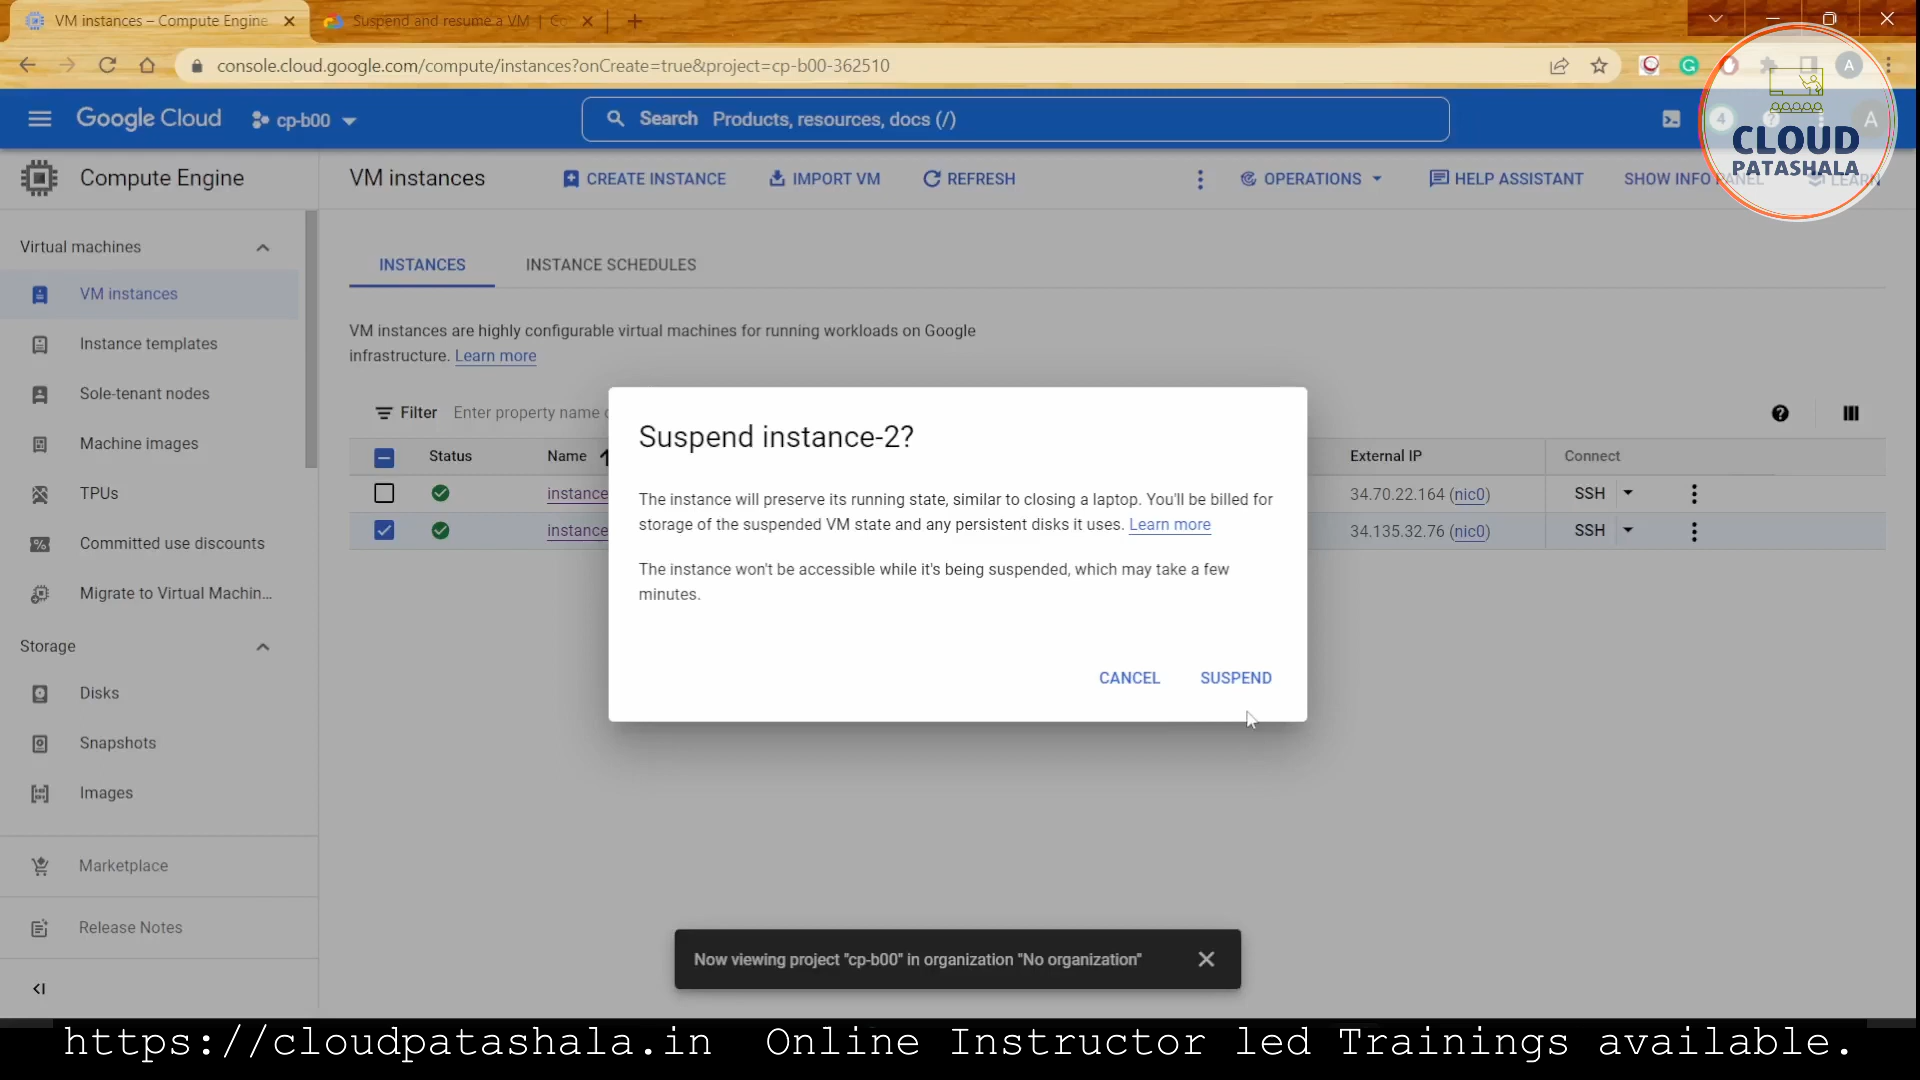 VM instances – Compute Engine
Suspend and resume a VM | Co
console.cloud.google.com/compute/instances?onCreate=true&project=cp-b00-362510
G
A
Google Cloud
cp-b00
Search Products, resources, docs (/)
4
?
A
CLOUD
PATASHALA
Compute Engine
VM instances
CREATE INSTANCE
IMPORT VM
REFRESH
OPERATIONS
HELP ASSISTANT
SHOW INFO PANEL
LEARN
Virtual machines
VM instances
Instance templates
Sole-tenant nodes
Machine images
TPUs
Committed use discounts
Migrate to Virtual Machin...
Storage
Disks
Snapshots
Images
Marketplace
Release Notes
INSTANCES
INSTANCE SCHEDULES
VM instances are highly configurable virtual machines for running workloads on Google
infrastructure. Learn more
Filter Enter property name
Status Name External IP Connect
instance 34.70.22.164 (nic0) SSH
instance 34.135.32.76 (nic0) SSH
Suspend instance-2?
The instance will preserve its running state, similar to closing a laptop. You'll be billed for
storage of the suspended VM state and any persistent disks it uses. Learn more
The instance won't be accessible while it's being suspended, which may take a few
minutes.
CANCEL SUSPEND
Now viewing project "cp-b00" in organization "No organization"
https://cloudpatashala.in Online Instructor led Trainings available.